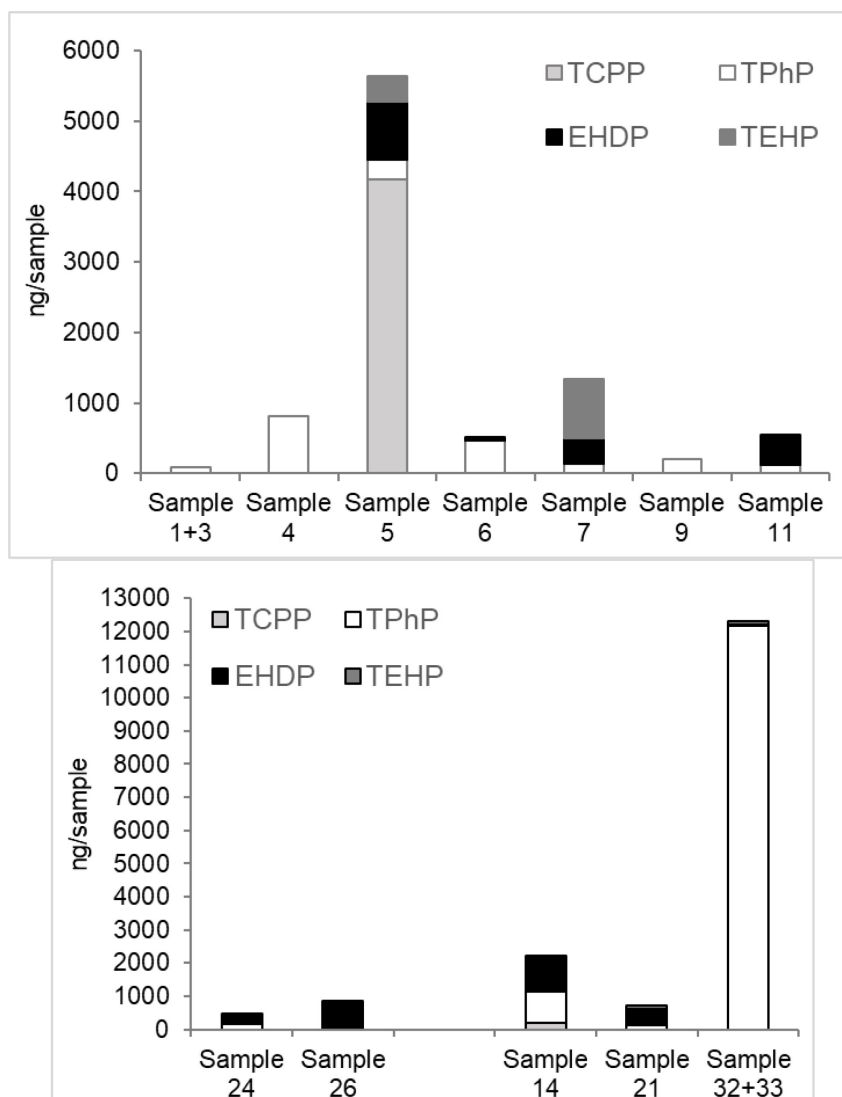 6000
5000
4000
3000
2000
1000
0
ng/sample
TCPP TPhP
EHDP TEHP
Sample Sample Sample Sample Sample Sample Sample
1+3 4 5 6 7 9 11
13000
12000
11000
10000
9000
8000
7000
6000
5000
4000
3000
2000
1000
0
ng/sample
TCPP TPhP
EHDP TEHP
Sample Sample Sample Sample Sample
24 26 14 21 32+33